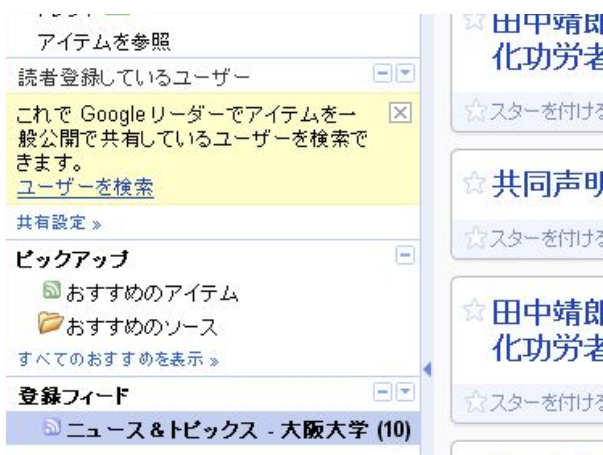 アイテムを参照
読者登録しているユーザー
これで Google リーダーでアイテムを一
般公開で共有しているユーザーを検索で
きます。
ユーザーを検索
共有設定 »
ピックアップ
おすすめのアイテム
おすすめのソース
すべてのおすすめを表示 »
登録フィード
ニュース＆トピックス - 大阪大学 (10)
田中靖郎
化功労者
スターを付ける
共同声明
スターを付ける
田中靖郎
化功労者
スターを付ける